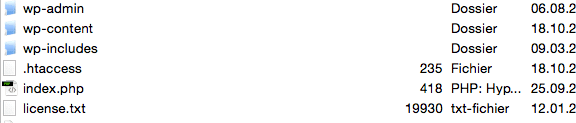 wp-admin Dossier 06.08.2
wp-content Dossier 18.10.2
wp-includes Dossier 09.03.2
.htaccess 235 Fichier 18.10.2
index.php 418 PHP: Hyp... 25.09.2
license.txt 19930 txt-fichier 12.01.2